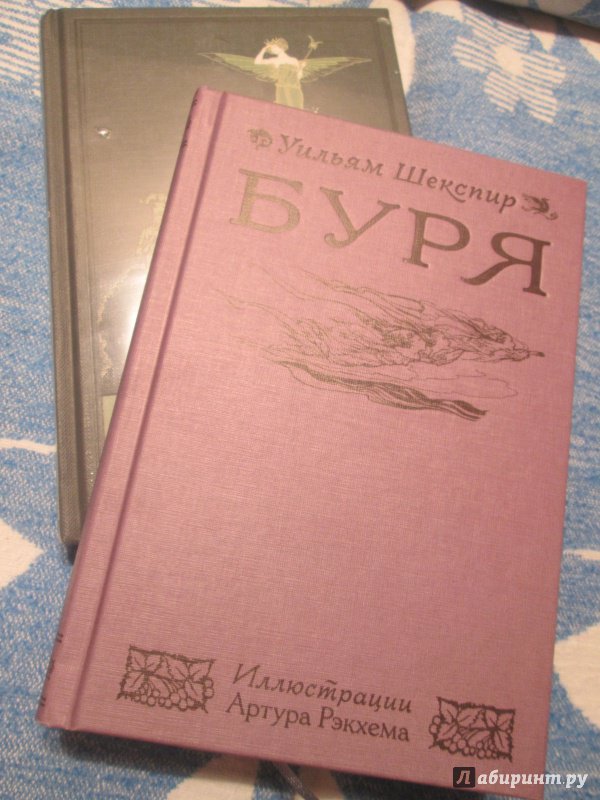 Уильям Шекспир
БУРЯ
Иллюстрации
Артура Рэкхема
Лабиринт.ру